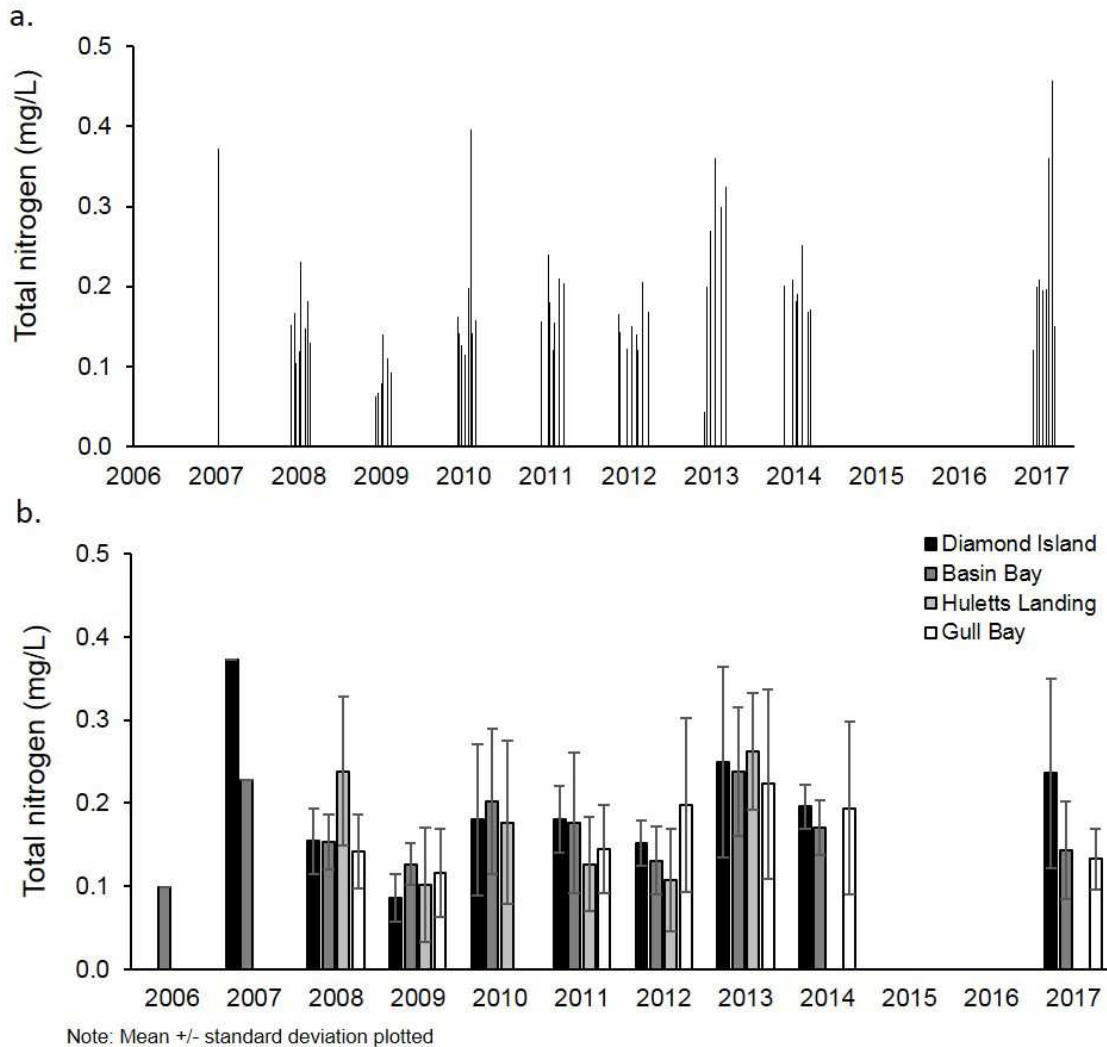 a.
Total nitrogen (mg/L)
0.5
0.4
0.3
0.2
0.1
0.0
2006 2007 2008 2009 2010 2011 2012 2013 2014 2015 2016 2017
b.
Total nitrogen (mg/L)
0.5
0.4
0.3
0.2
0.1
0.0
Diamond Island
Basin Bay
Huletts Landing
Gull Bay
2006 2007 2008 2009 2010 2011 2012 2013 2014 2015 2016 2017
Note: Mean +/- standard deviation plotted